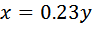 x = 0.23y